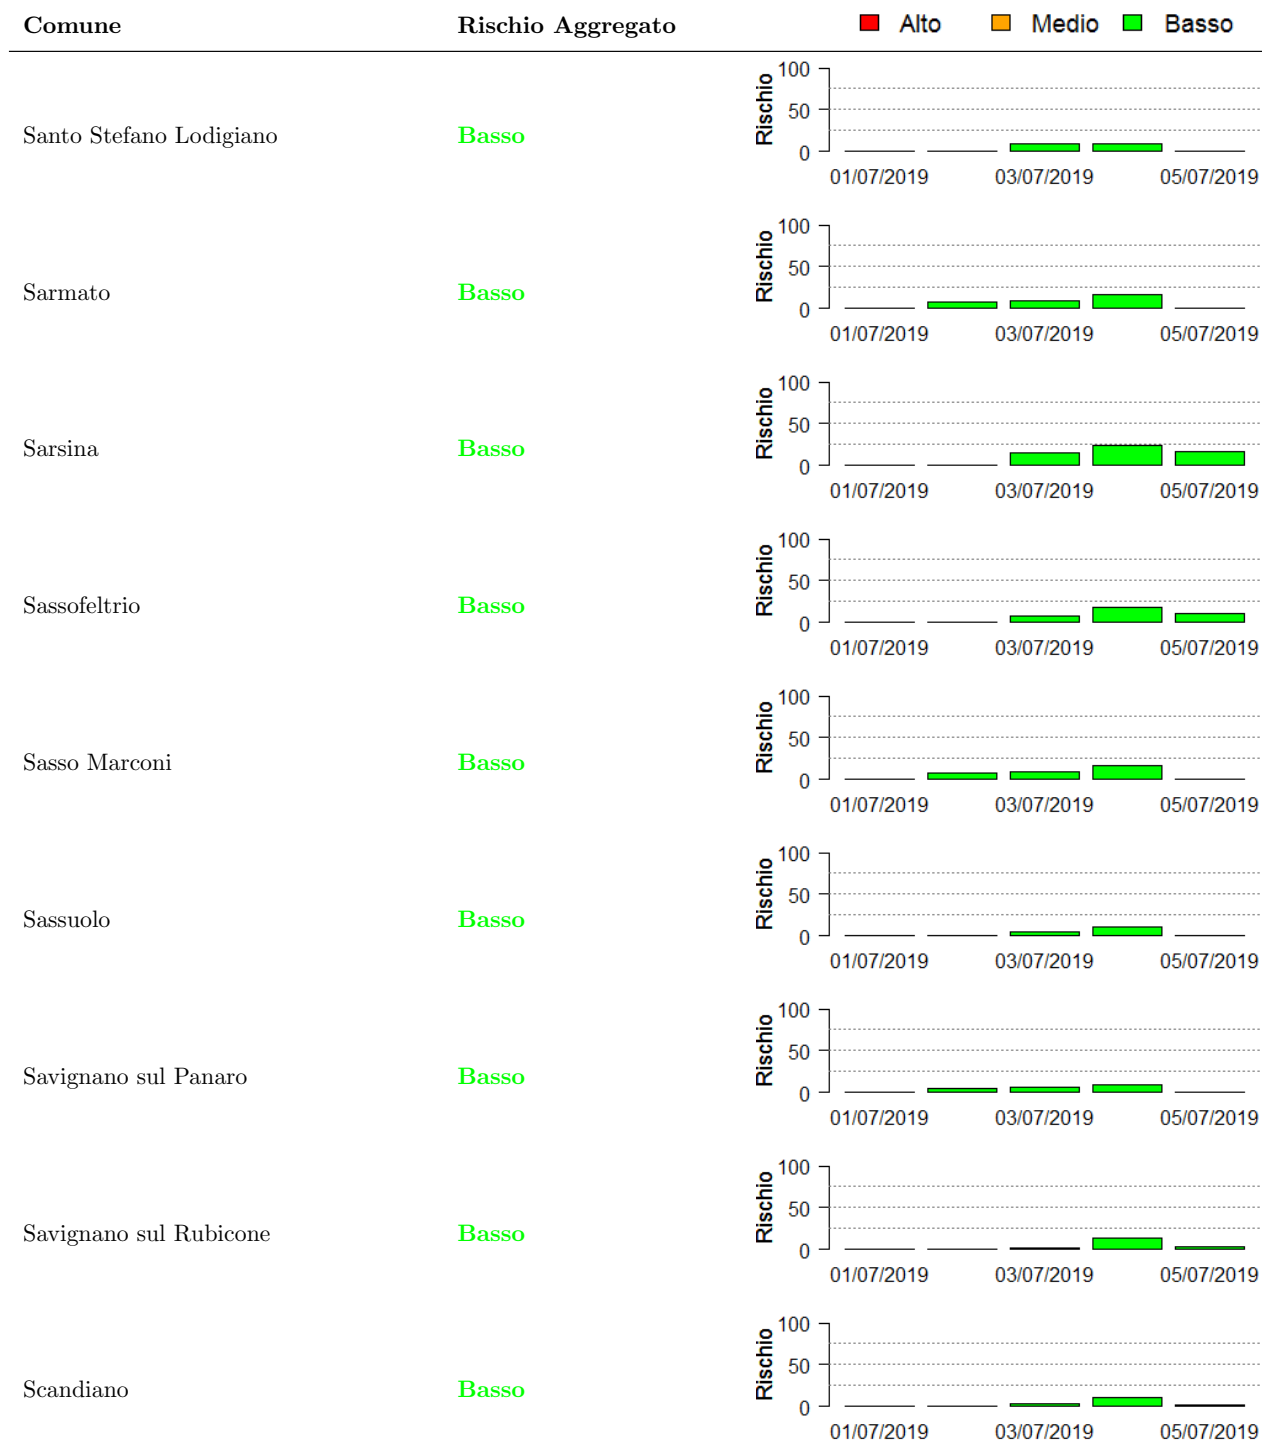 Comune Rischio Aggregato Alto Medio Basso
Santo Stefano Lodigiano Basso
Rischio
100
50
0
01/07/2019 03/07/2019 05/07/2019
Sarmato Basso
Rischio
100
50
0
01/07/2019 03/07/2019 05/07/2019
Sarsina Basso
Rischio
100
50
0
01/07/2019 03/07/2019 05/07/2019
Sassofeltrio Basso
Rischio
100
50
0
01/07/2019 03/07/2019 05/07/2019
Sasso Marconi Basso
Rischio
100
50
0
01/07/2019 03/07/2019 05/07/2019
Sassuolo Basso
Rischio
100
50
0
01/07/2019 03/07/2019 05/07/2019
Savignano sul Panaro Basso
Rischio
100
50
0
01/07/2019 03/07/2019 05/07/2019
Savignano sul Rubicone Basso
Rischio
100
50
0
01/07/2019 03/07/2019 05/07/2019
Scandiano Basso
Rischio
100
50
0
01/07/2019 03/07/2019 05/07/2019